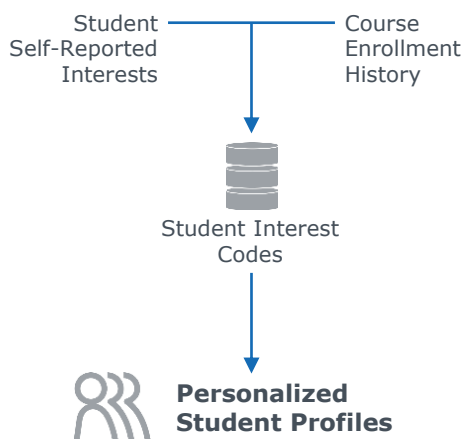 Student
Self-Reported
Interests
Course
Enrollment
History
Student Interest
Codes
Personalized
Student Profiles